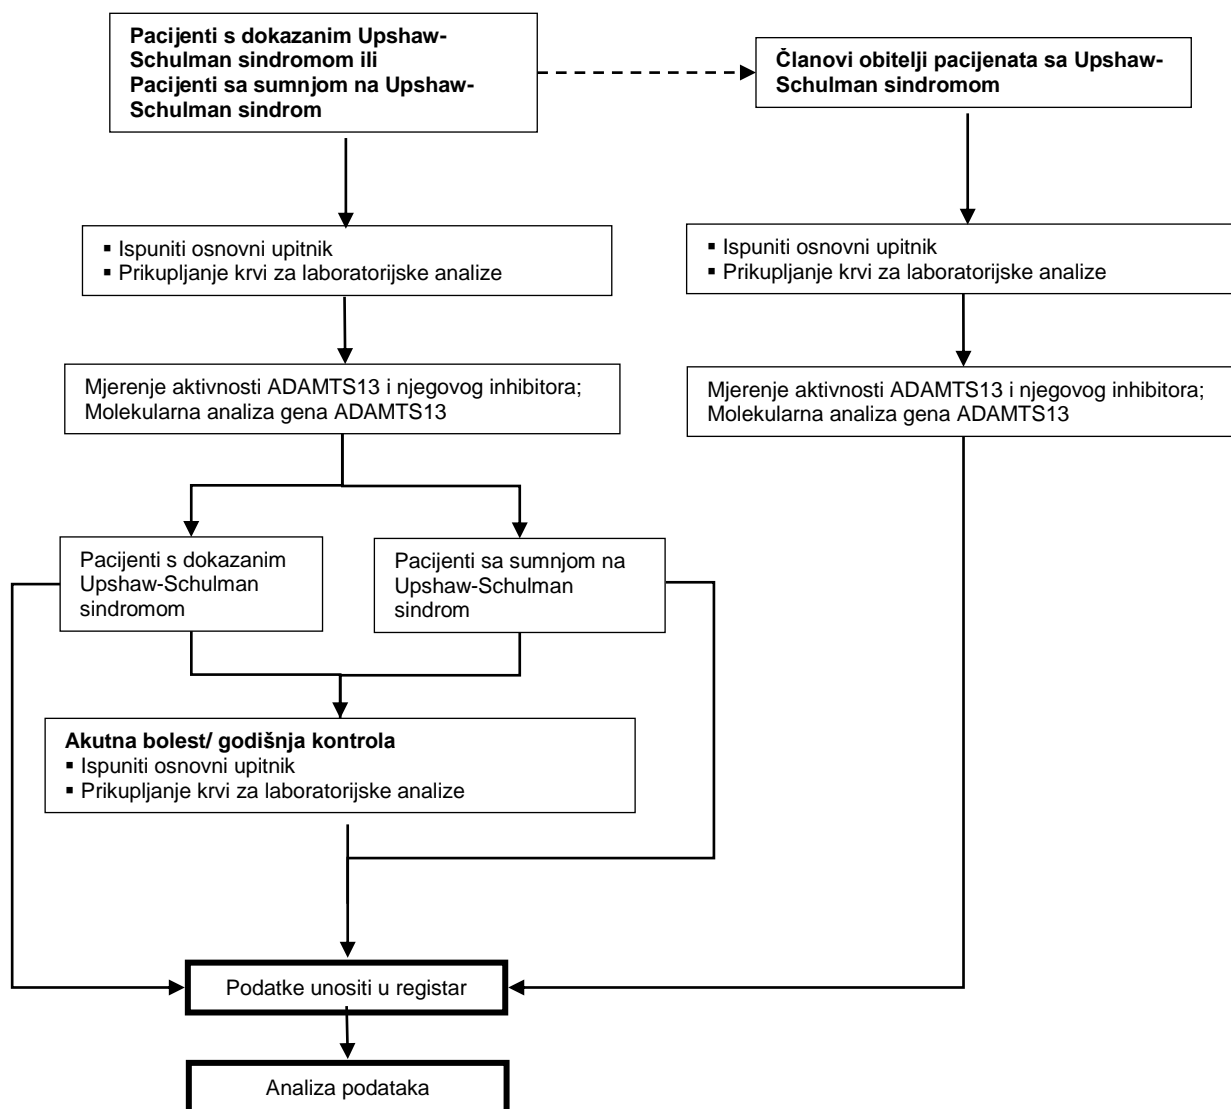 Pacijenti s dokazanim Upshaw-
Schulman sindromom ili
Pacijenti sa sumnjom na Upshaw-
Schulman sindrom
Članovi obitelji pacijenata sa Upshaw-
Schulman sindromom
▪ Ispuniti osnovni upitnik
▪ Prikupljanje krvi za laboratorijske analize
▪ Ispuniti osnovni upitnik
▪ Prikupljanje krvi za laboratorijske analize
Mjerenje aktivnosti ADAMTS13 i njegovog inhibitora;
Molekularna analiza gena ADAMTS13
Mjerenje aktivnosti ADAMTS13 i njegovog inhibitora;
Molekularna analiza gena ADAMTS13
Pacijenti s dokazanim
Upshaw-Schulman
sindromom
Pacijenti sa sumnjom na
Upshaw-Schulman
sindrom
Akutna bolest/ godišnja kontrola
▪ Ispuniti osnovni upitnik
▪ Prikupljanje krvi za laboratorijske analize
Podatke unositi u registar
Analiza podataka